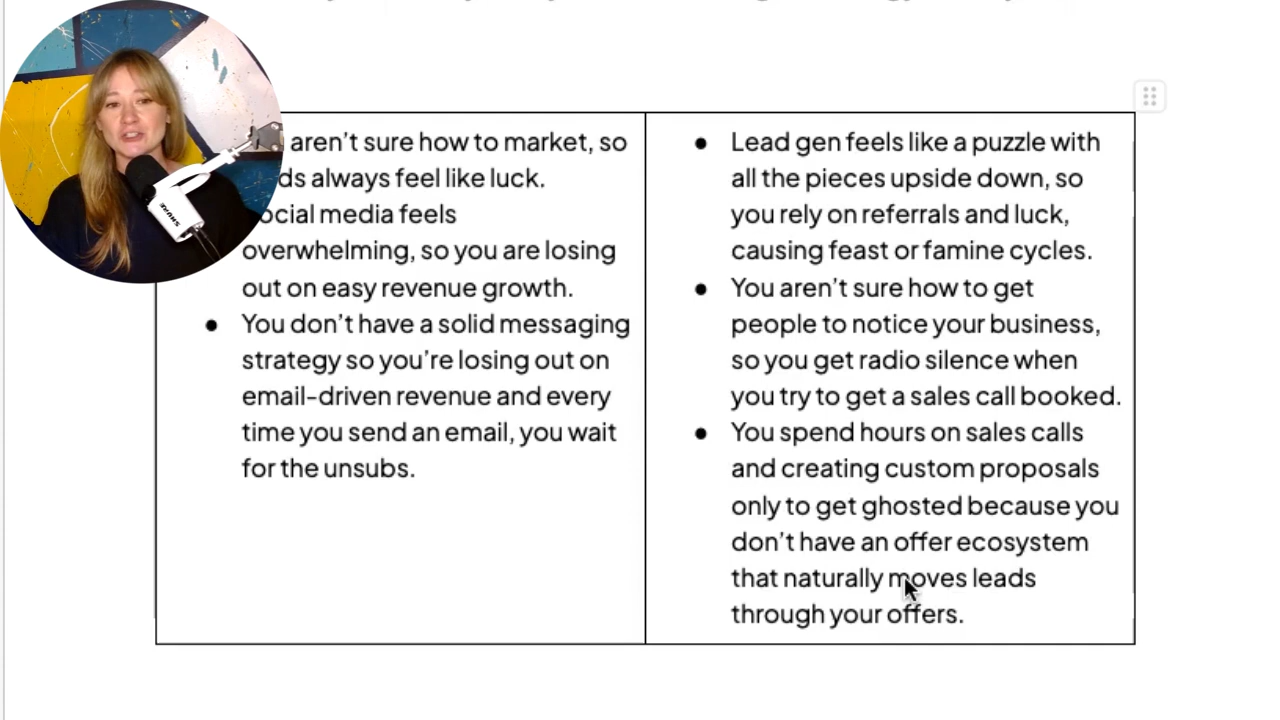 aren't sure how to market, so
always feel like luck.
social media feels
overwhelming, so you are losing
out on easy revenue growth.
● You don't have a solid messaging
strategy so you're losing out on
email-driven revenue and every
time you send an email, you wait
for the unsubs.
● Lead gen feels like a puzzle with
all the pieces upside down, so
you rely on referrals and luck,
causing feast or famine cycles.
● You aren't sure how to get
people to notice your business,
so you get radio silence when
you try to get a sales call booked.
● You spend hours on sales calls
and creating custom proposals
only to get ghosted because you
don't have an offer ecosystem
that naturally moves leads
through your offers.
SHURE